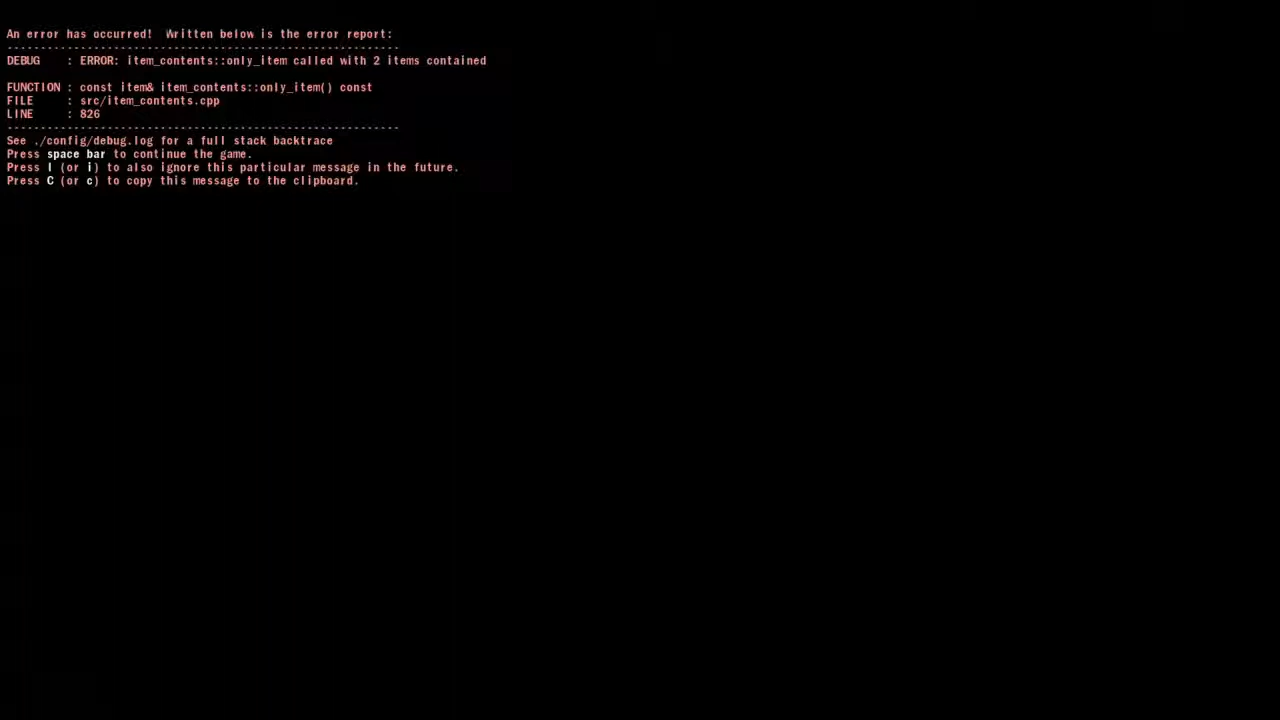 An error has occurred!  Written below is the error report:
-----------------------------------------------------------
DEBUG    : ERROR: item_contents::only_item called with 2 items contained
FUNCTION : const item& item_contents::only_item() const
FILE     : src/item_contents.cpp
LINE     : 826
-----------------------------------------------------------
See ./config/debug.log for a full stack backtrace
Press space bar to continue the game.
Press I (or i) to also ignore this particular message in the future.
Press C (or c) to copy this message to the clipboard.